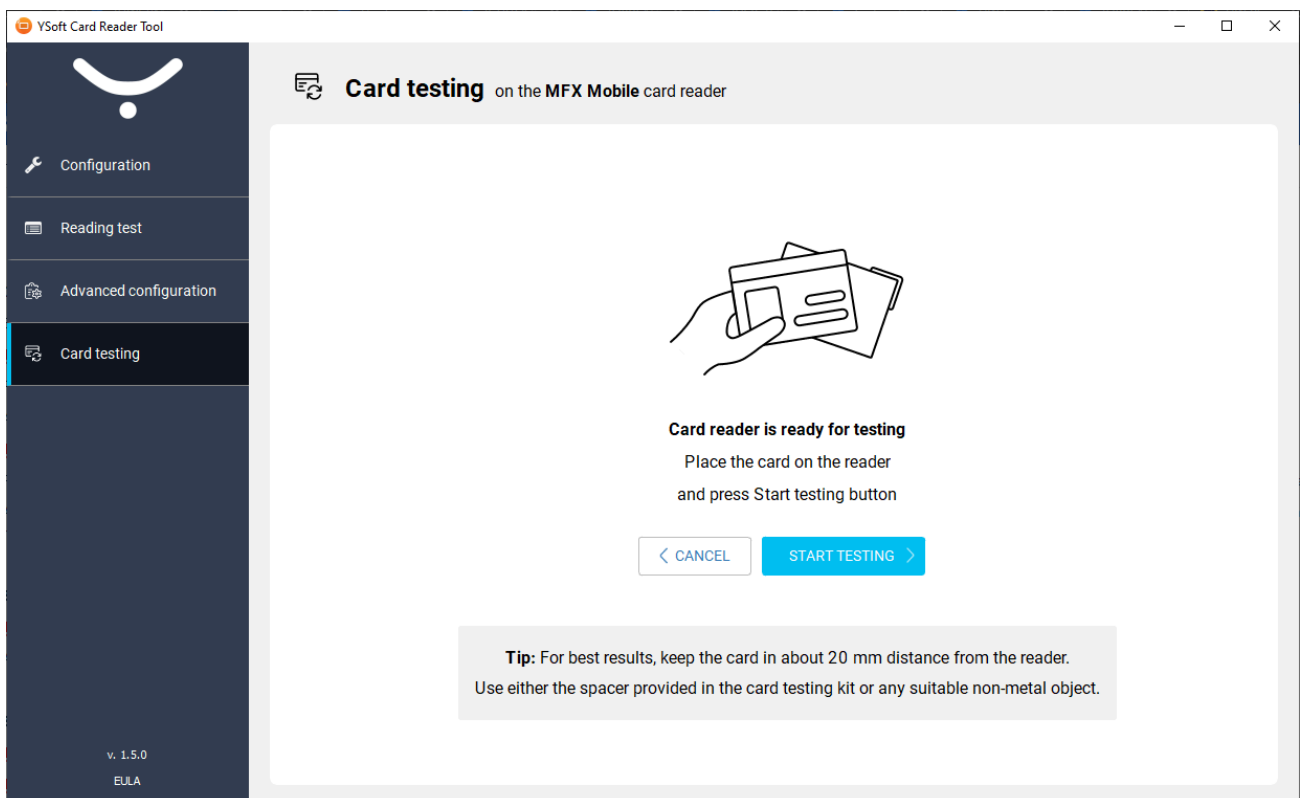 YSoft Card Reader Tool
Configuration
Reading test
Advanced configuration
Card testing
v. 1.5.0
EULA
Card testing on the MFX Mobile card reader
Card reader is ready for testing
Place the card on the reader
and press Start testing button
CANCEL
START TESTING
Tip: For best results, keep the card in about 20 mm distance from the reader.
Use either the spacer provided in the card testing kit or any suitable non-metal object.